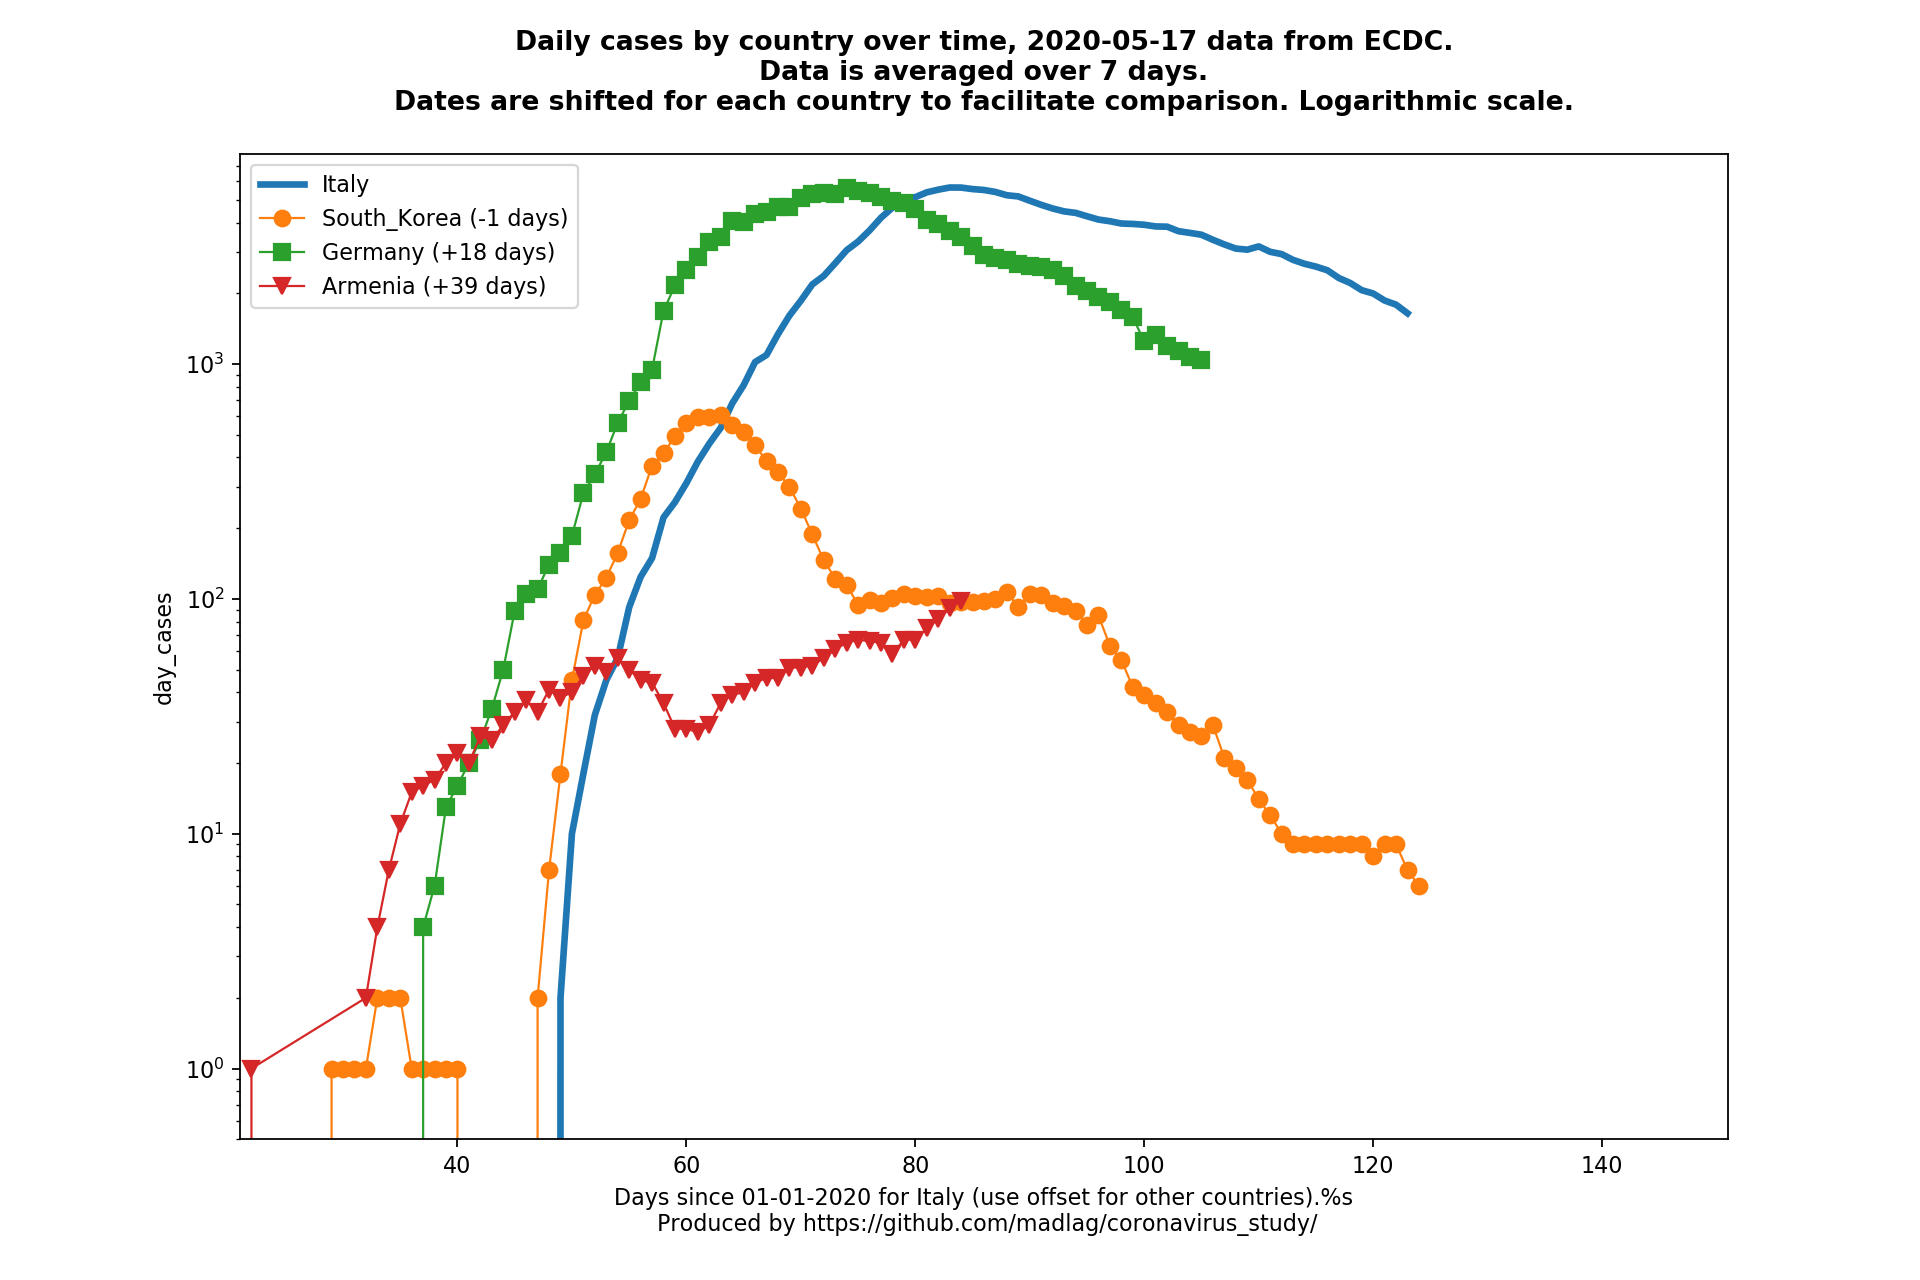 Daily cases by country over time, 2020-05-17 data from ECDC.
Data is averaged over 7 days.
Dates are shifted for each country to facilitate comparison. Logarithmic scale.
Italy
South_Korea (-1 days)
Germany (+18 days)
Armenia (+39 days)
10³
10²
10¹
10⁰
day_cases
40 60 80 100 120 140
Days since 01-01-2020 for Italy (use offset for other countries).%s
Produced by https://github.com/madlag/coronavirus_study/